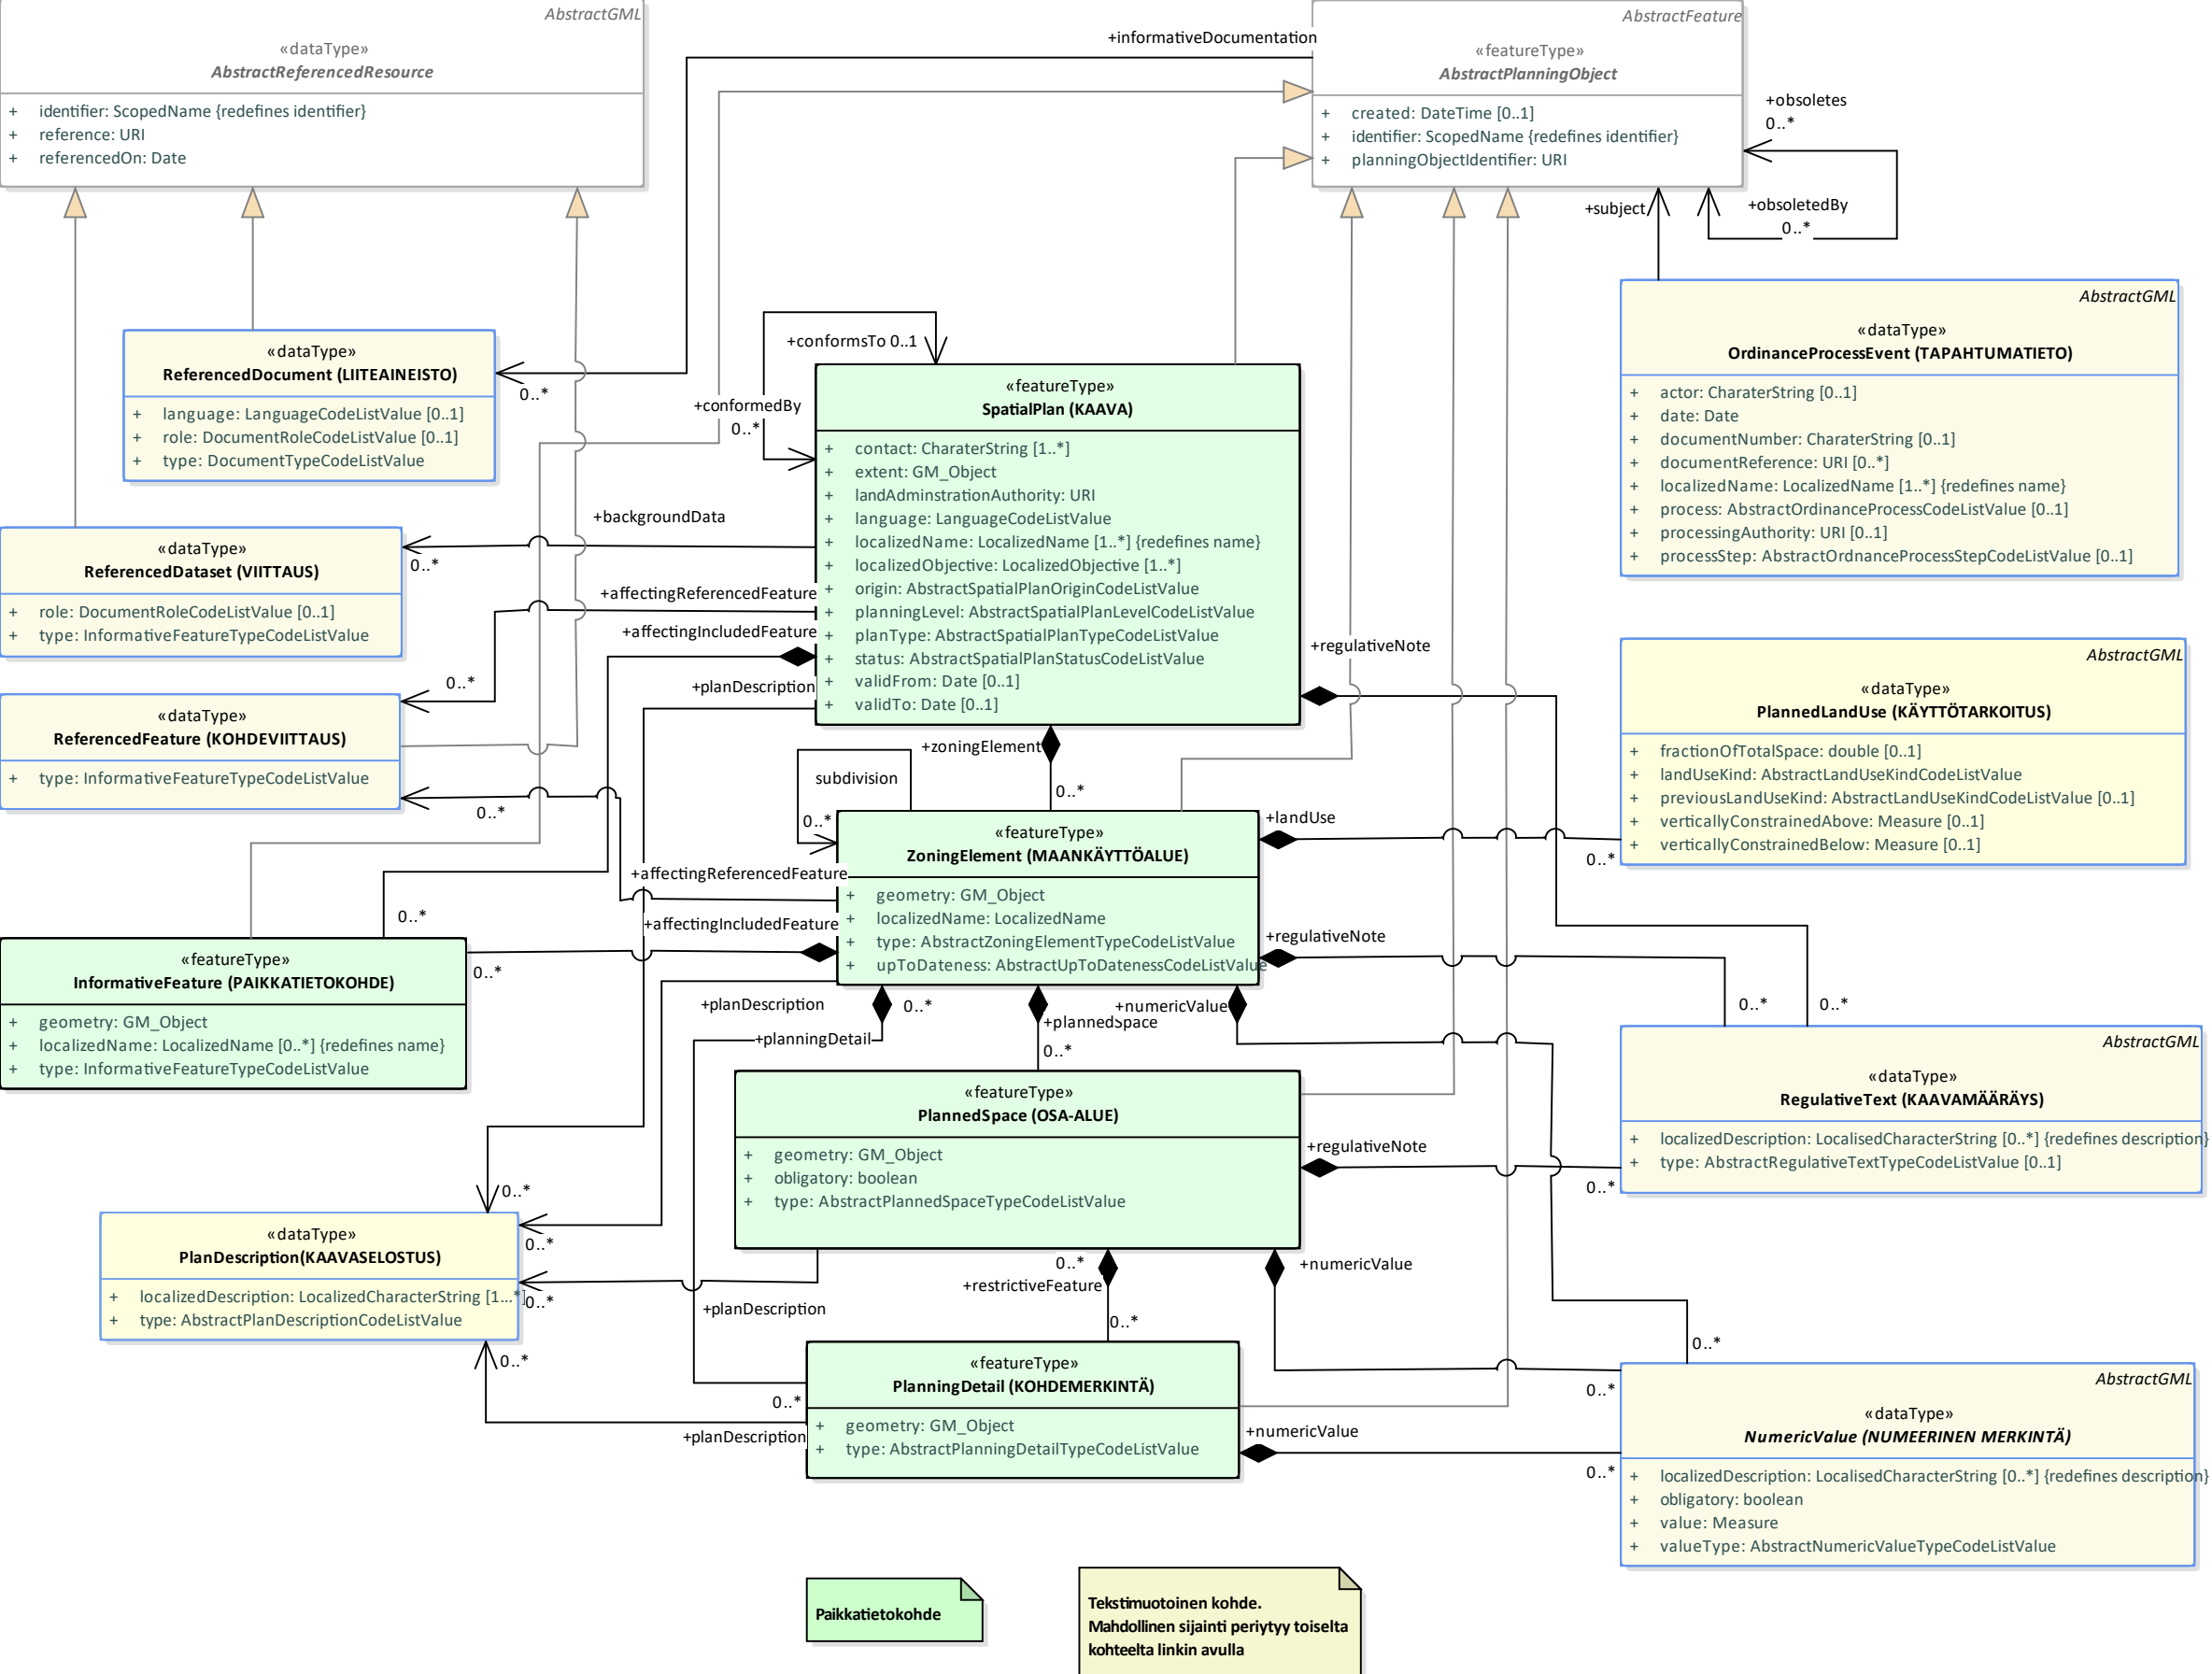 AbstractGML
«dataType»
AbstractReferencedResource
+ identifier: ScopedName {redefines identifier}
+ reference: URI
+ referencedOn: Date
+informativeDocumentation
AbstractFeature
«featureType»
AbstractPlanningObject
+ created: DateTime [0..1]
+ identifier: ScopedName {redefines identifier}
+ planningObjectIdentifier: URI
+obsoletes
0..*
+obsoletedBy
0..*
+subject
AbstractGML
«dataType»
OrdinanceProcessEvent (TAPAHTUMATIETO)
+ actor: CharaterString [0..1]
+ date: Date
+ documentNumber: CharaterString [0..1]
+ documentReference: URI [0..*]
+ localizedName: LocalizedName [1..*] {redefines name}
+ process: AbstractOrdinanceProcessCodeListValue [0..1]
+ processingAuthority: URI [0..1]
+ processStep: AbstractOrdnanceProcessStepCodeListValue [0..1]
«dataType»
ReferencedDocument (LIITEAINEISTO)
+ language: LanguageCodeListValue [0..1]
+ role: DocumentRoleCodeListValue [0..1]
+ type: DocumentTypeCodeListValue
0..*
+conformsTo 0..1
+conformedBy
0..*
«featureType»
SpatialPlan (KAAVA)
+ contact: CharaterString [1..*]
+ extent: GM_Object
+ landAdminstrationAuthority: URI
+ language: LanguageCodeListValue
+ localizedName: LocalizedName [1..*] {redefines name}
+ localizedObjective: LocalizedObjective [1..*]
+ origin: AbstractSpatialPlanOriginCodeListValue
+ planningLevel: AbstractSpatialPlanLevelCodeListValue
+ planType: AbstractSpatialPlanTypeCodeListValue
+ status: AbstractSpatialPlanStatusCodeListValue
+ validFrom: Date [0..1]
+ validTo: Date [0..1]
+backgroundData
0..*
«dataType»
ReferencedDataset (VIITTAUS)
+ role: DocumentRoleCodeListValue [0..1]
+ type: InformativeFeatureTypeCodeListValue
+affectingReferencedFeature
+affectingIncludedFeature
0..*
+planDescription
+regulativeNote
«dataType»
ReferencedFeature (KOHDEVIITTAUS)
+ type: InformativeFeatureTypeCodeListValue
0..*
AbstractGML
«dataType»
PlannedLandUse (KÄYTTÖTARKOITUS)
+ fractionOfTotalSpace: double [0..1]
+ landUseKind: AbstractLandUseKindCodeListValue
+ previousLandUseKind: AbstractLandUseKindCodeListValue [0..1]
+ verticallyConstrainedAbove: Measure [0..1]
+ verticallyConstrainedBelow: Measure [0..1]
+zoningElement
0..*
subdivision
0..*
«featureType»
ZoningElement (MAANKÄYTTÖALUE)
+ geometry: GM_Object
+ localizedName: LocalizedName
+ type: AbstractZoningElementTypeCodeListValue
+ upToDateness: AbstractUpToDatenessCodeListValue
+landUse
0..*
+affectingReferencedFeature
+affectingIncludedFeature
+regulativeNote
0..*
0..*
«featureType»
InformativeFeature (PAIKKATIETOKOHDE)
+ geometry: GM_Object
+ localizedName: LocalizedName [0..*] {redefines name}
+ type: InformativeFeatureTypeCodeListValue
+planDescription
0..*
+planningDetail
+plannedSpace
0..*
+numericValue
0..*
0..*
AbstractGML
«dataType»
RegulativeText (KAAVAMÄÄRÄYS)
+ localizedDescription: LocalisedCharacterString [0..*] {redefines description}
+ type: AbstractRegulativeTextTypeCodeListValue [0..1]
«featureType»
PlannedSpace (OSA-ALUE)
+ geometry: GM_Object
+ obligatory: boolean
+ type: AbstractPlannedSpaceTypeCodeListValue
+regulativeNote
0..*
0..*
0..*
0..*
«dataType»
PlanDescription(KAAVASELOSTUS)
+ localizedDescription: LocalizedCharacterString [1...*]
+ type: AbstractPlanDescriptionCodeListValue
0..*
+restrictiveFeature
0..*
+numericValue
+planDescription
0..*
0..*
0..*
«featureType»
PlanningDetail (KOHDEMERKINTÄ)
+ geometry: GM_Object
+ type: AbstractPlanningDetailTypeCodeListValue
0..*
+planDescription
+numericValue
0..*
AbstractGML
«dataType»
NumericValue (NUMEERINEN MERKINTÄ)
+ localizedDescription: LocalisedCharacterString [0..*] {redefines description}
+ obligatory: boolean
+ value: Measure
+ valueType: AbstractNumericValueTypeCodeListValue
Paikkatietokohde
Tekstimuotoinen kohde.
Mahdollinen sijainti periytyy toiselta
kohteelta linkin avulla